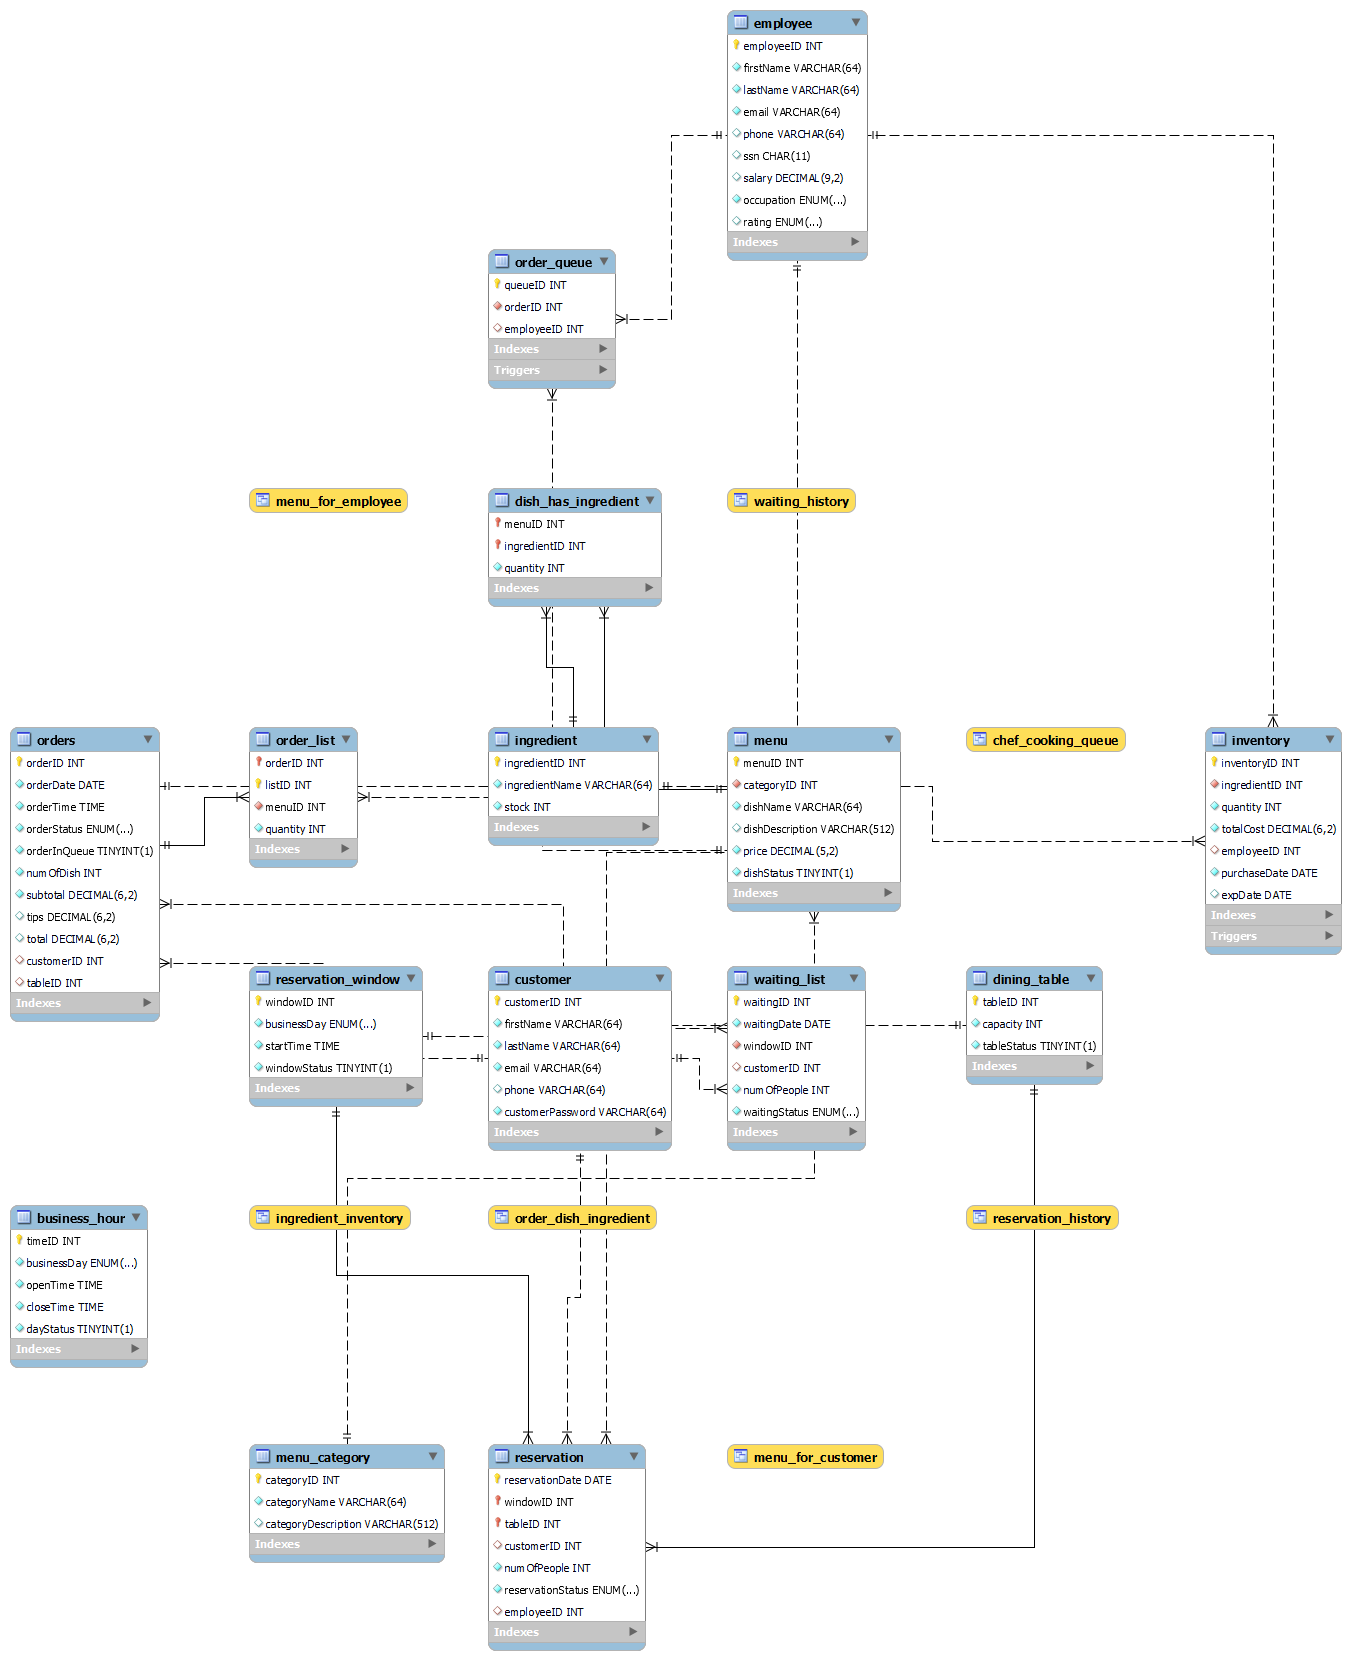 employee
employeeID INT
firstName VARCHAR(64)
lastName VARCHAR(64)
email VARCHAR(64)
phone VARCHAR(64)
ssn CHAR(11)
salary DECIMAL(9,2)
occupation ENUM(...)
rating ENUM(...)
Indexes
order_queue
queueID INT
orderID INT
employeeID INT
Indexes
Triggers
menu_for_employee
dish_has_ingredient
menuID INT
ingredientID INT
quantity INT
Indexes
waiting_history
orders
orderID INT
orderDate DATE
orderTime TIME
orderStatus ENUM(...)
orderInQueue TINYINT(1)
numOfDish INT
subtotal DECIMAL(6,2)
tips DECIMAL(6,2)
total DECIMAL(6,2)
customerID INT
tableID INT
Indexes
order_list
orderID INT
listID INT
menuID INT
quantity INT
Indexes
ingredient
ingredientID INT
ingredientName VARCHAR(64)
stock INT
Indexes
menu
menuID INT
categoryID INT
dishName VARCHAR(64)
dishDescription VARCHAR(512)
price DECIMAL(5,2)
dishStatus TINYINT(1)
Indexes
chef_cooking_queue
inventory
inventoryID INT
ingredientID INT
quantity INT
totalCost DECIMAL(6,2)
employeeID INT
purchaseDate DATE
expDate DATE
Indexes
Triggers
reservation_window
windowID INT
businessDay ENUM(...)
startTime TIME
windowStatus TINYINT(1)
Indexes
customer
customerID INT
firstName VARCHAR(64)
lastName VARCHAR(64)
email VARCHAR(64)
phone VARCHAR(64)
customerPassword VARCHAR(64)
Indexes
waiting_list
waitingID INT
waitingDate DATE
windowID INT
customerID INT
numOfPeople INT
waitingStatus ENUM(...)
Indexes
dining_table
tableID INT
capacity INT
tableStatus TINYINT(1)
Indexes
business_hour
timeID INT
businessDay ENUM(...)
openTime TIME
closeTime TIME
dayStatus TINYINT(1)
Indexes
ingredient_inventory
order_dish_ingredient
reservation_history
menu_category
categoryID INT
categoryName VARCHAR(64)
categoryDescription VARCHAR(512)
Indexes
reservation
reservationDate DATE
windowID INT
tableID INT
customerID INT
numOfPeople INT
reservationStatus ENUM(...)
employeeID INT
Indexes
menu_for_customer